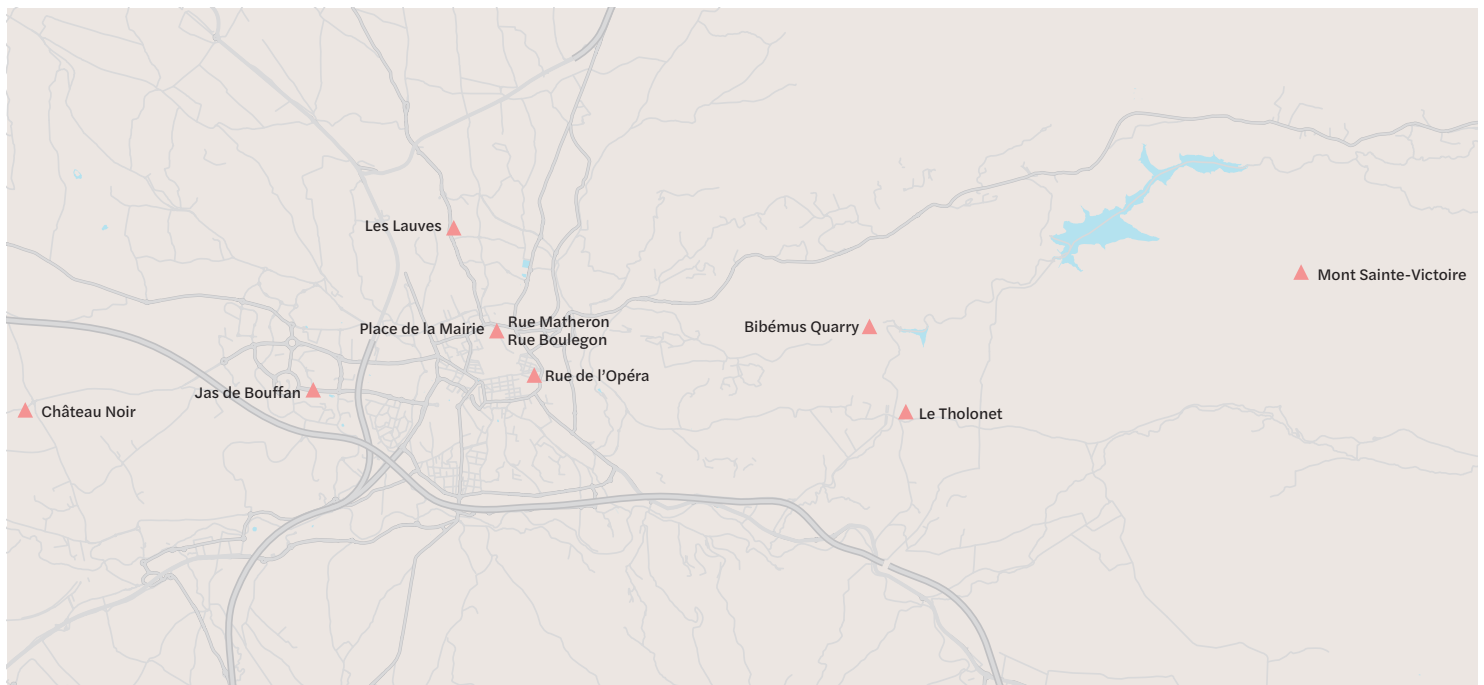 Les Lauves
Mont Sainte-Victoire
Place de la Mairie
Rue Matheron
Rue Boulegon
Bibémus Quarry
Rue de l’Opéra
Jas de Bouffan
Château Noir
Le Tholonet